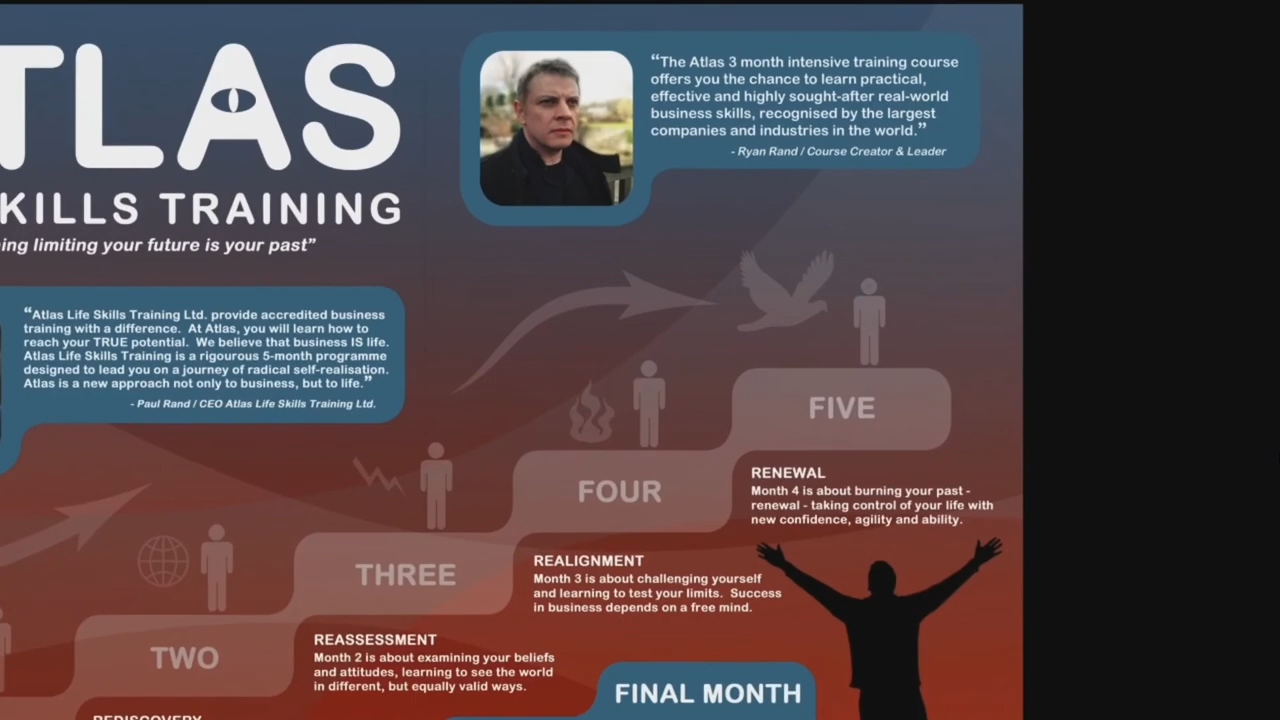 TLAS
KILLS TRAINING
ing limiting your future is your past”
“The Atlas 3 month intensive training course
offers you the chance to learn practical,
effective and highly sought-after real-world
business skills, recognised by the largest
companies and industries in the world.”
- Ryan Rand / Course Creator & Leader
“Atlas Life Skills Training Ltd. provide accredited business
training with a difference. At Atlas, you will learn how to
reach your TRUE potential. We believe that business IS life.
Atlas Life Skills Training is a rigourous 5-month programme
designed to lead you on a journey of radical self-realisation.
Atlas is a new approach not only to business, but to life.”
- Paul Rand / CEO Atlas Life Skills Training Ltd.
FIVE
RENEWAL
Month 4 is about burning your past -
renewal - taking control of your life with
new confidence, agility and ability.
FOUR
REALIGNMENT
Month 3 is about challenging yourself
and learning to test your limits. Success
in business depends on a free mind.
THREE
REASSESSMENT
Month 2 is about examining your beliefs
and attitudes, learning to see the world
in different, but equally valid ways.
TWO
REDISCOVERY
FINAL MONTH